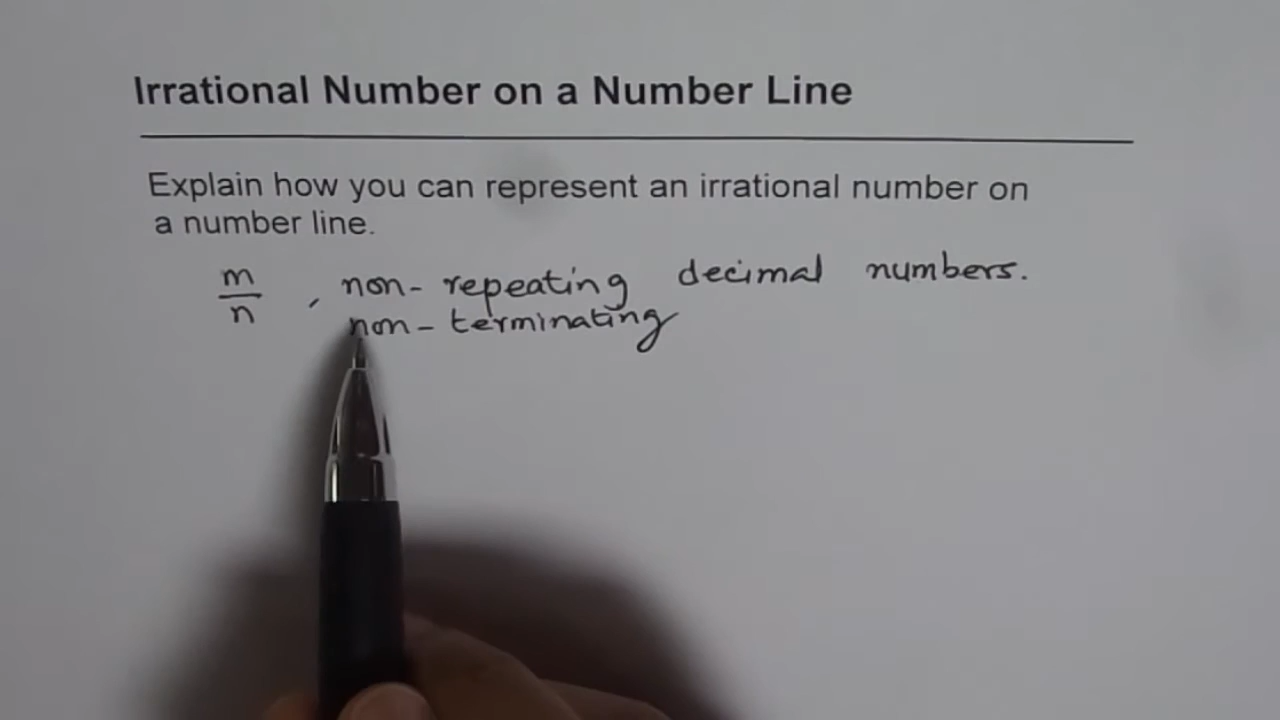 Irrational Number on a Number Line
Explain how you can represent an irrational number on
a number line.
m/n , non-repeating decimal numbers.
non-terminating